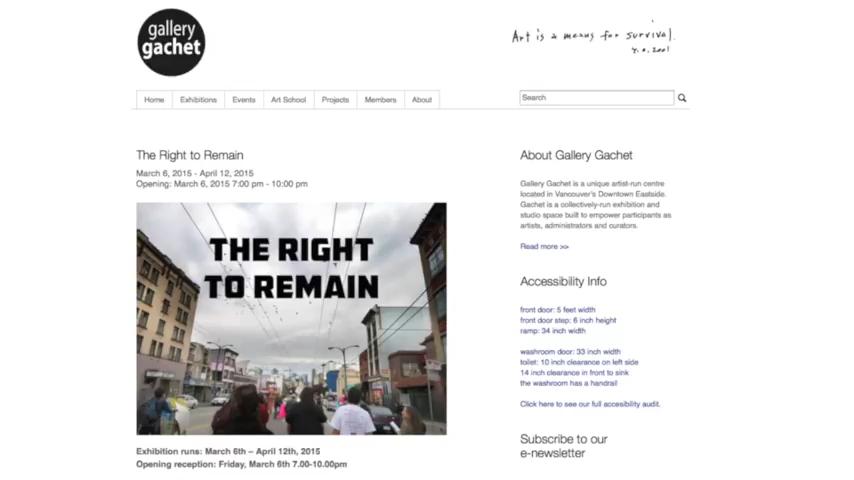 gallery
gachet
Art is a means for survival.
Home
Exhibitions
Events
Art School
Projects
Members
About
Search
The Right to Remain
March 6, 2015 - April 12, 2015
Opening: March 6, 2015 7:00 pm - 10:00 pm
THE RIGHT
TO REMAIN
Exhibition runs: March 6th – April 12th, 2015
Opening reception: Friday, March 6th 7.00-10.00pm
About Gallery Gachet
Gallery Gachet is a unique artist-run centre
located in Vancouver's Downtown Eastside.
Gachet is a collectively-run exhibition and
studio space built to empower participants as
artists, administrators and curators.
Read more >>
Accessibility Info
front door: 5 feet width
front door step: 6 inch height
ramp: 34 inch width
washroom door: 33 inch width
toilet: 10 inch clearance on left side
14 inch clearance in front to sink
the washroom has a handrail
Click here to see our full accesibility audit.
Subscribe to our
e-newsletter